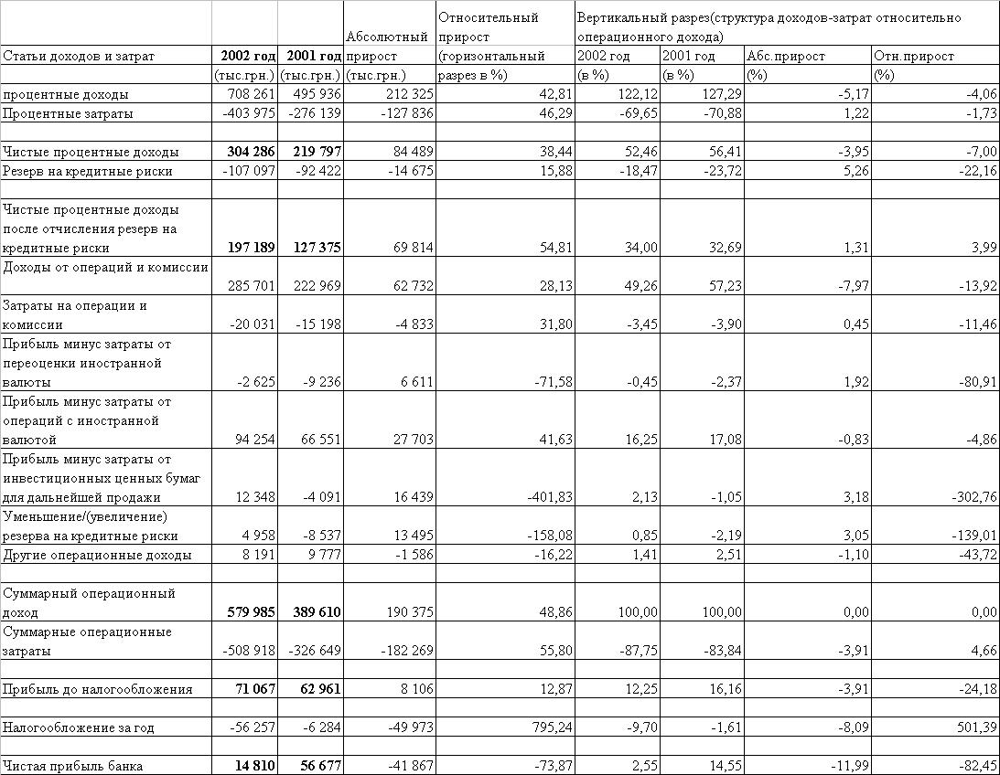 Абсолютный Относительный Вертикальный разрез(структура доходов-затрат относительно
прирост операционного дохода)
Статьи доходов и затрат 2002 год 2001 год прирост (горизонтальный 2002 год 2001 год Абс.прирост Отн.прирост
(тыс.грн.) (тыс.грн.) (тыс.грн.) разрез в %) (в %) (в %) (%) (%)
процентные доходы 708 261 495 936 212 325 42,81 122,12 127,29 -5,17 -4,06
Процентные затраты -403 975 -276 139 -127 836 46,29 -69,65 -70,88 1,22 -1,73
Чистые процентные доходы 304 286 219 797 84 489 38,44 52,46 56,41 -3,95 -7,00
Резерв на кредитные риски -107 097 -92 422 -14 675 15,88 -18,47 -23,72 5,26 -22,16
Чистые процентные доходы
после отчисления резерв на
кредитные риски 197 189 127 375 69 814 54,81 34,00 32,69 1,31 3,99
Доходы от операций и комиссии
285 701 222 969 62 732 28,13 49,26 57,23 -7,97 -13,92
Затраты на операции и
комиссии -20 031 -15 198 -4 833 31,80 -3,45 -3,90 0,45 -11,46
Прибыль минус затраты от
переоценки иностранной
валюты -2 625 -9 236 6 611 -71,58 -0,45 -2,37 1,92 -80,91
Прибыль минус затраты от
операций с иностранной
валютой 94 254 66 551 27 703 41,63 16,25 17,08 -0,83 -4,86
Прибыль минус затраты от
инвестиционных ценных бумаг
для дальнейшей продажи 12 348 -4 091 16 439 -401,83 2,13 -1,05 3,18 -302,76
Уменьшение/(увеличение)
резерва на кредитные риски 4 958 -8 537 13 495 -158,08 0,85 -2,19 3,05 -139,01
Другие операционные доходы 8 191 9 777 -1 586 -16,22 1,41 2,51 -1,10 -43,72
Суммарный операционный
доход 579 985 389 610 190 375 48,86 100,00 100,00 0,00 0,00
Суммарные операционные
затраты -508 918 -326 649 -182 269 55,80 -87,75 -83,84 -3,91 4,66
Прибыль до налогообложения 71 067 62 961 8 106 12,87 12,25 16,16 -3,91 -24,18
Налогообложение за год -56 257 -6 284 -49 973 795,24 -9,70 -1,61 -8,09 501,39
Чистая прибыль банка 14 810 56 677 -41 867 -73,87 2,55 14,55 -11,99 -82,45